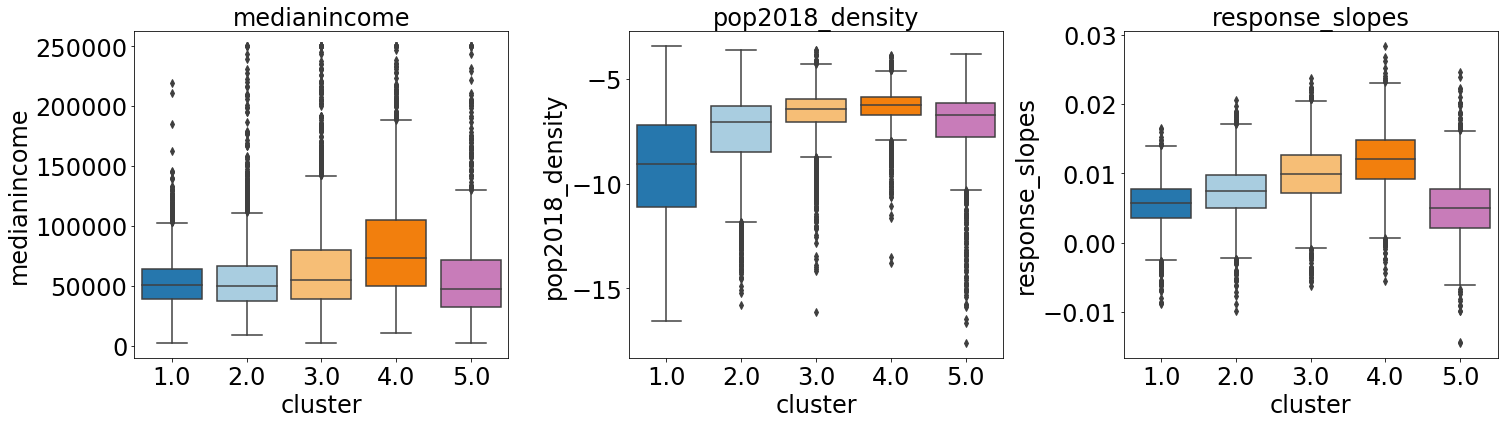 medianincome
250000
200000
150000
100000
50000
0
medianincome
1.0 2.0 3.0 4.0 5.0
cluster
pop2018_density
−5
−10
−15
pop2018_density
1.0 2.0 3.0 4.0 5.0
cluster
response_slopes
0.03
0.02
0.01
0.00
−0.01
response_slopes
1.0 2.0 3.0 4.0 5.0
cluster